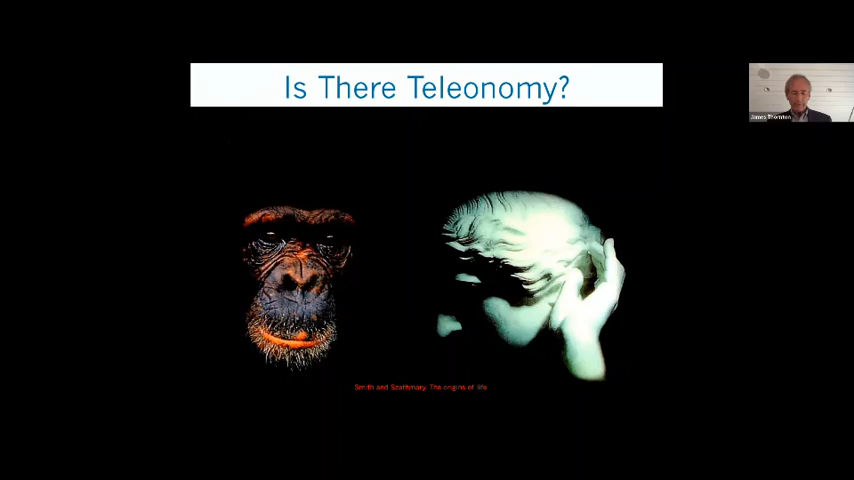 Is There Teleonomy?
James Thornton
Smith and Szathmary. The origins of life